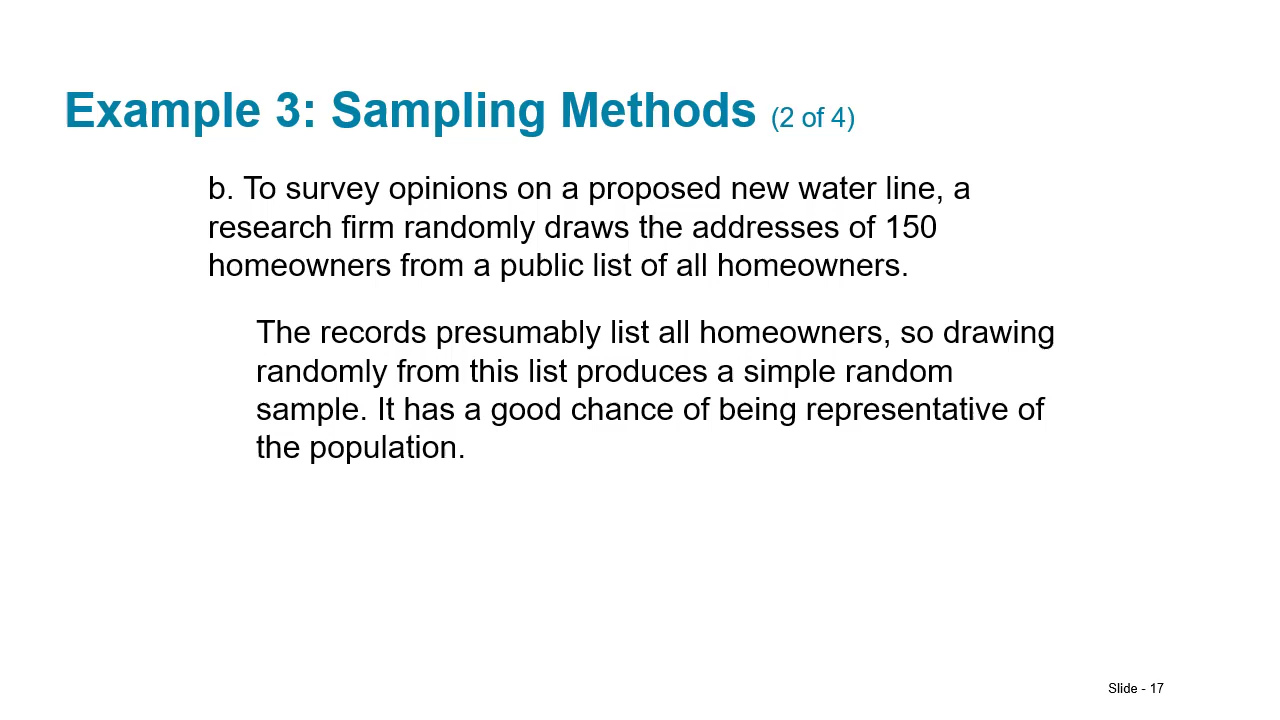 Example 3: Sampling Methods (2 of 4)
b. To survey opinions on a proposed new water line, a
research firm randomly draws the addresses of 150
homeowners from a public list of all homeowners.
The records presumably list all homeowners, so drawing
randomly from this list produces a simple random
sample. It has a good chance of being representative of
the population.
Slide - 17